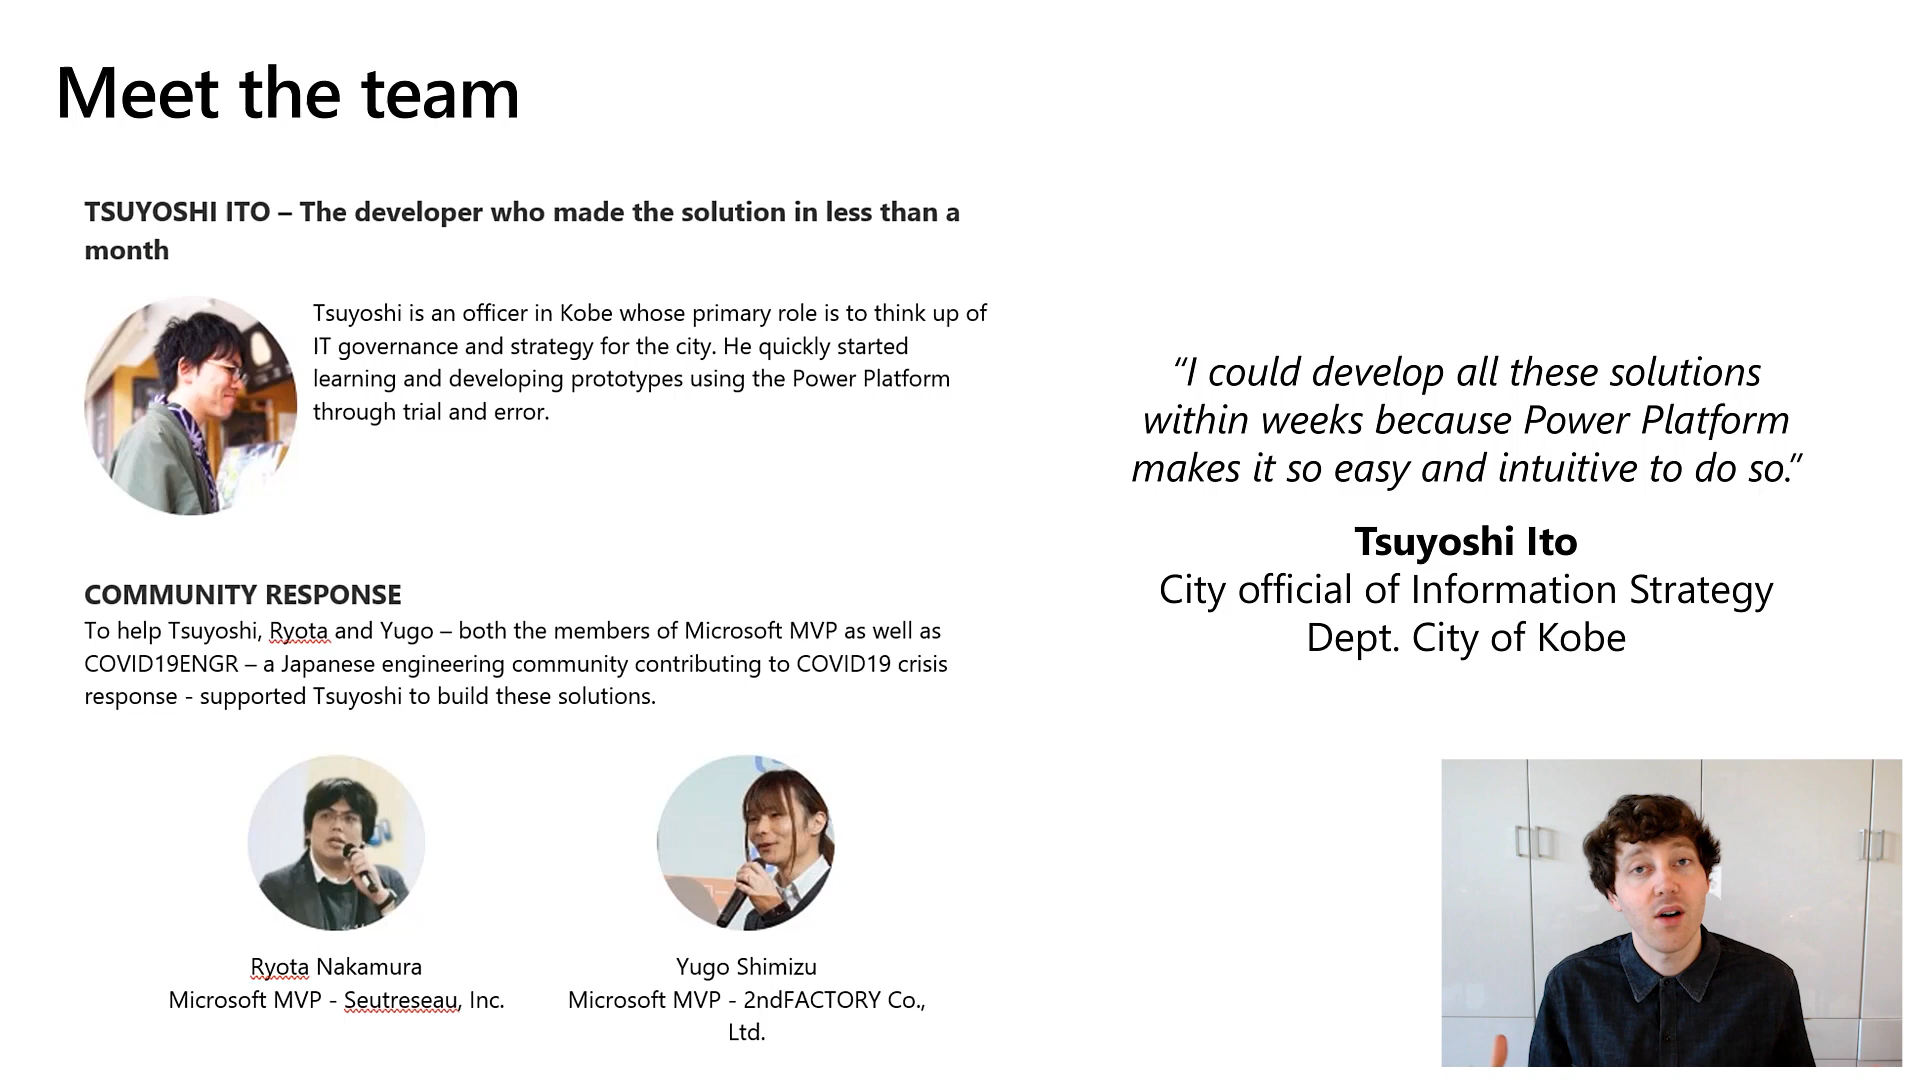 Meet the team
TSUYOSHI ITO – The developer who made the solution in less than a
month
Tsuyoshi is an officer in Kobe whose primary role is to think up of
IT governance and strategy for the city. He quickly started
learning and developing prototypes using the Power Platform
through trial and error.
COMMUNITY RESPONSE
To help Tsuyoshi, Ryota and Yugo – both the members of Microsoft MVP as well as
COVID19ENGR – a Japanese engineering community contributing to COVID19 crisis
response - supported Tsuyoshi to build these solutions.
Ryota Nakamura
Microsoft MVP - Seutreseau, Inc.
Yugo Shimizu
Microsoft MVP - 2ndFACTORY Co.,
Ltd.
“I could develop all these solutions
within weeks because Power Platform
makes it so easy and intuitive to do so.”
Tsuyoshi Ito
City official of Information Strategy
Dept. City of Kobe